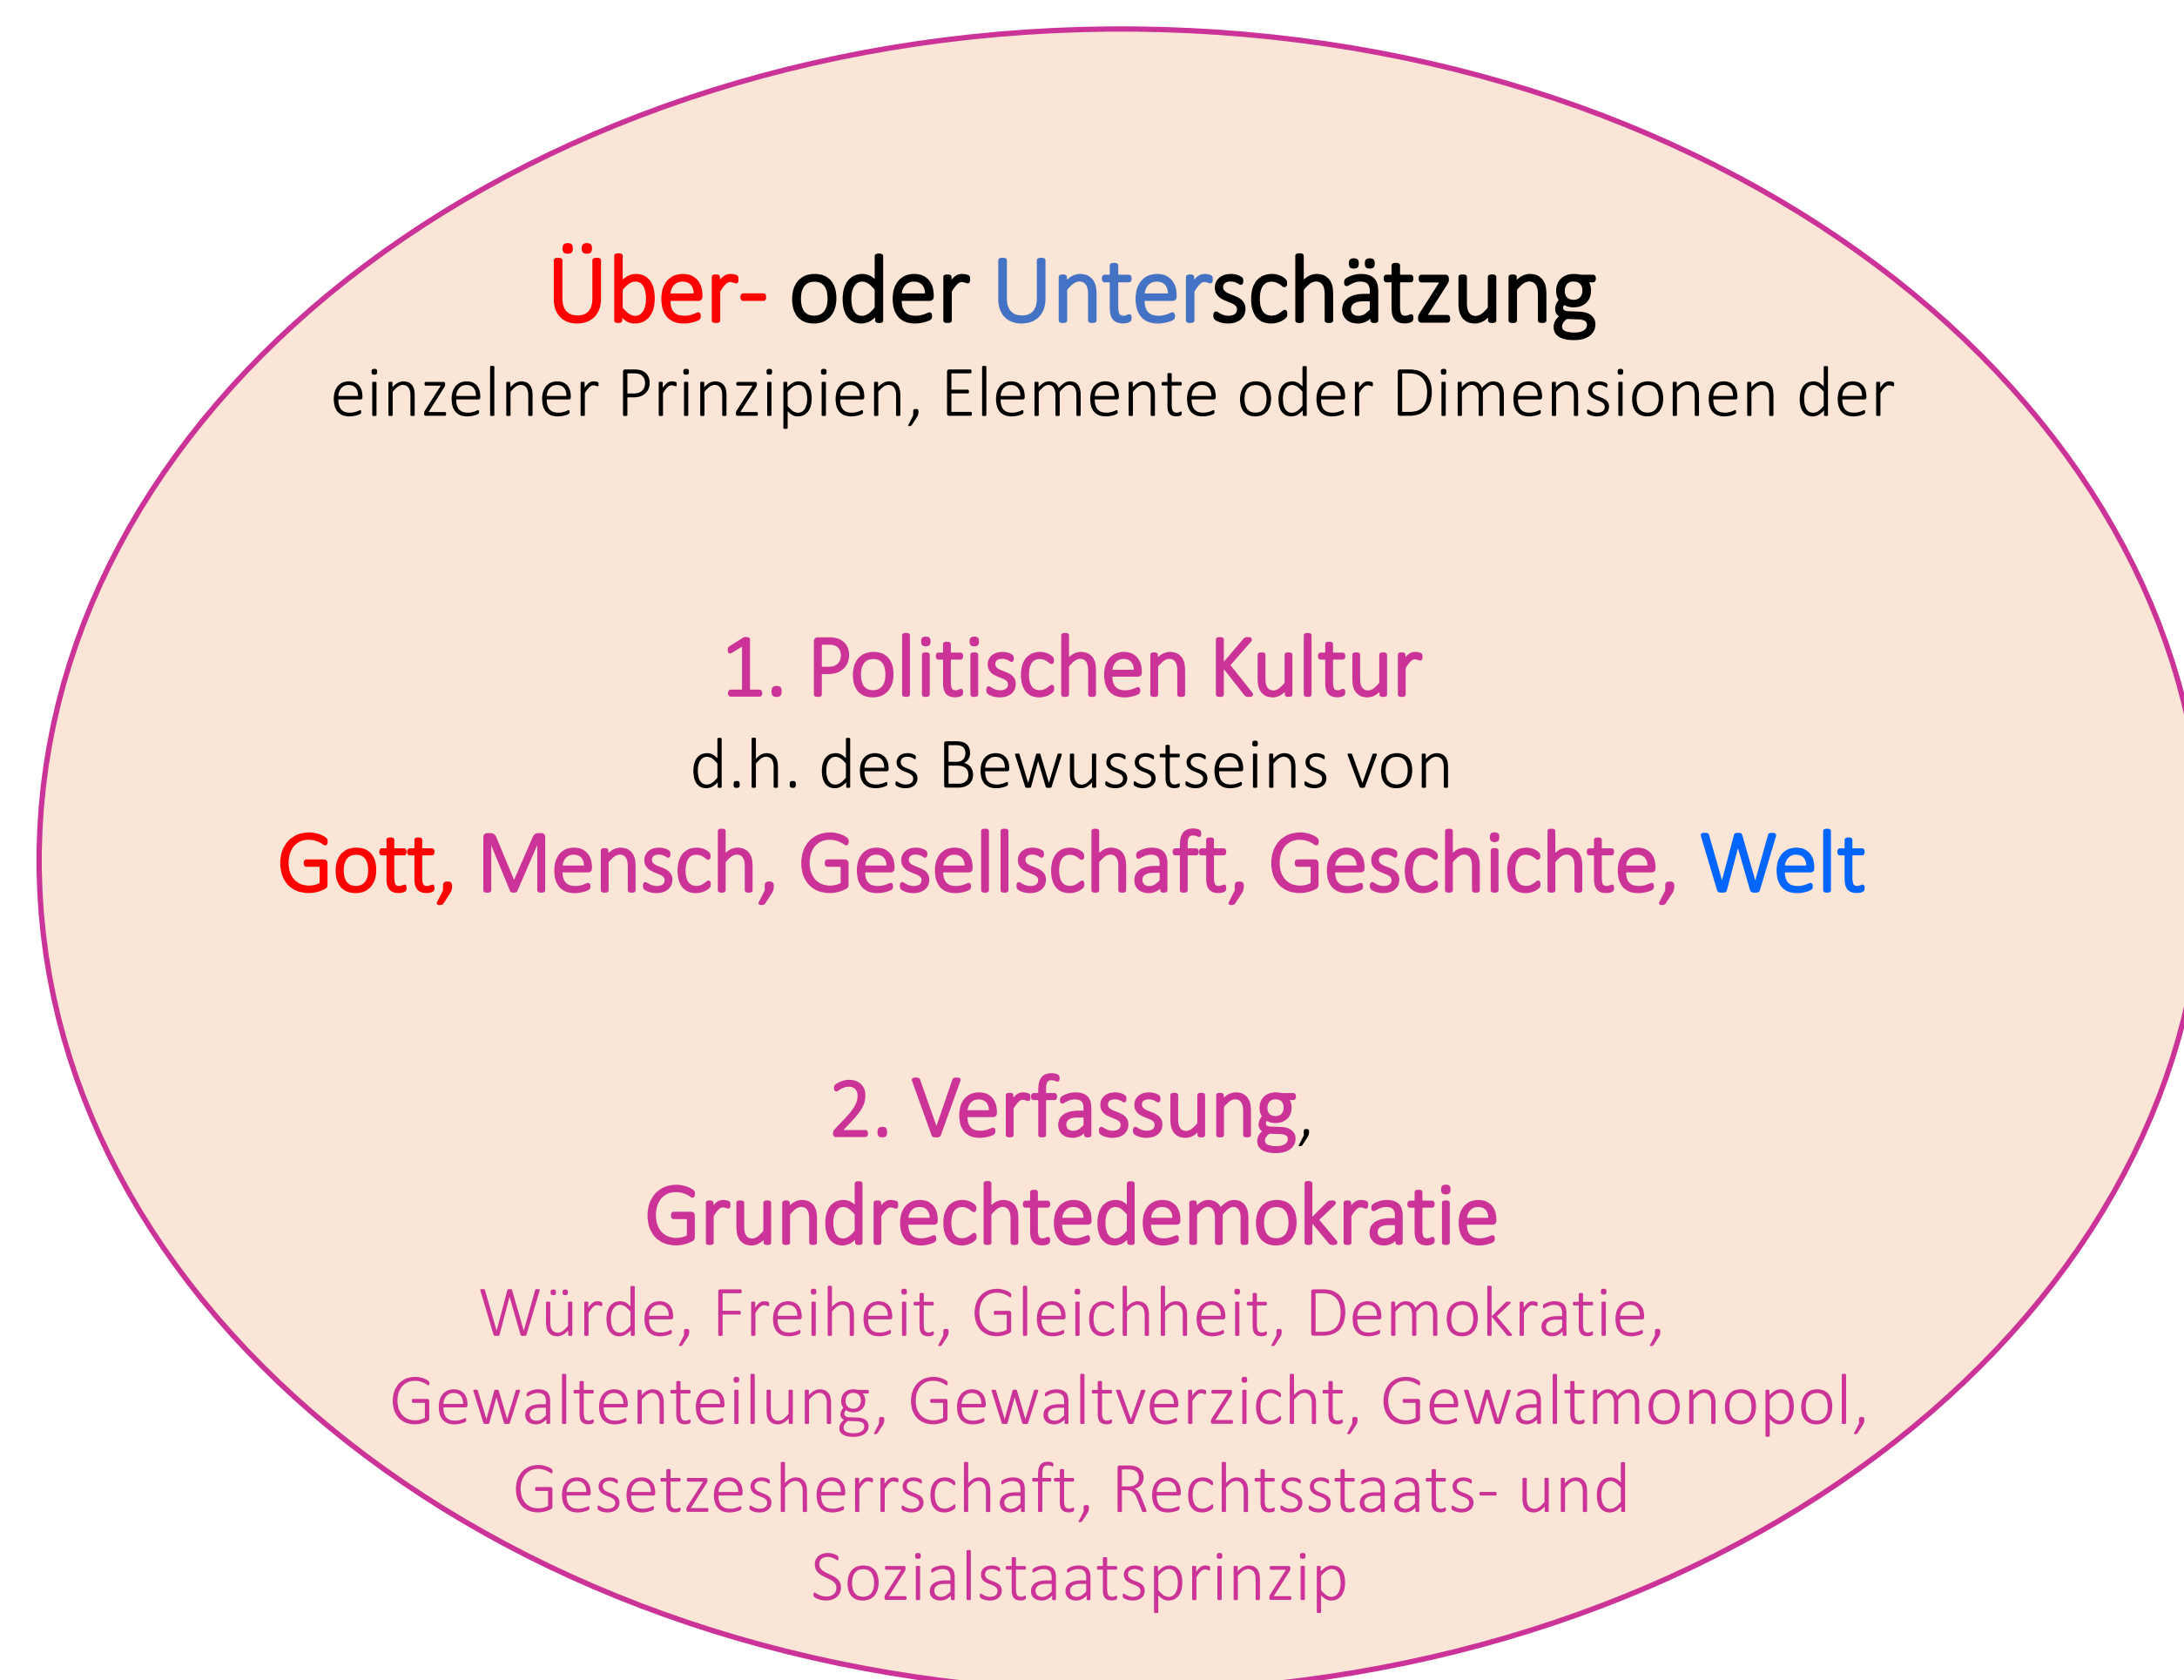 Über- oder Unterschätzung
einzelner Prinzipien, Elemente oder Dimensionen der
1. Politischen Kultur
d.h. des Bewusstseins von
Gott, Mensch, Gesellschaft, Geschichte, Welt
2. Verfassung,
Grundrechtedemokratie
Würde, Freiheit, Gleichheit, Demokratie,
Gewaltenteilung, Gewaltverzicht, Gewaltmonopol,
Gesetzesherrschaft, Rechtsstaats- und
Sozialstaatsprinzip